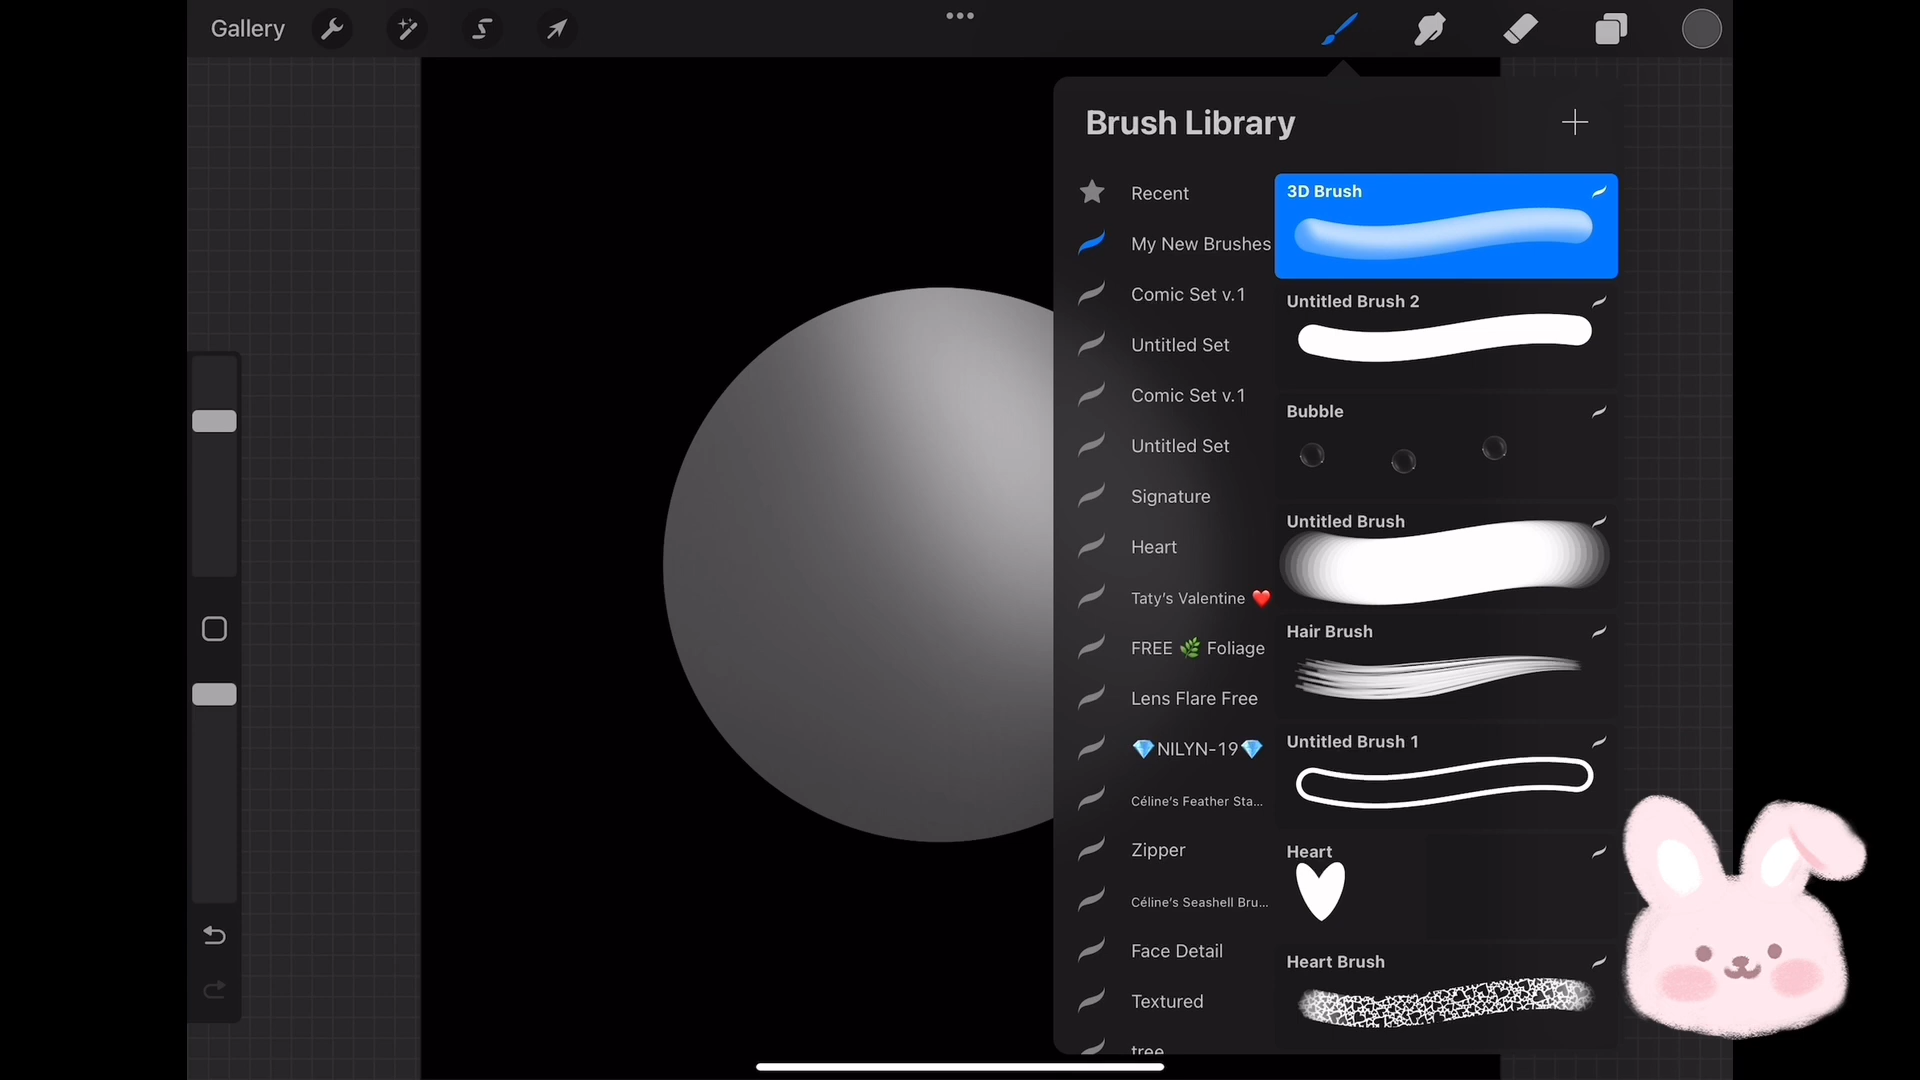 Gallery
Brush Library
Recent
My New Brushes
Comic Set v.1
Untitled Set
Comic Set v.1
Untitled Set
Signature
Heart
Taty's Valentine ❤️
FREE 🌿 Foliage
Lens Flare Free
💎NILYN-19💎
Céline's Feather Sta...
Zipper
Céline's Seashell Bru...
Face Detail
Textured
tree
3D Brush
Untitled Brush 2
Bubble
Untitled Brush
Hair Brush
Untitled Brush 1
Heart
Heart Brush